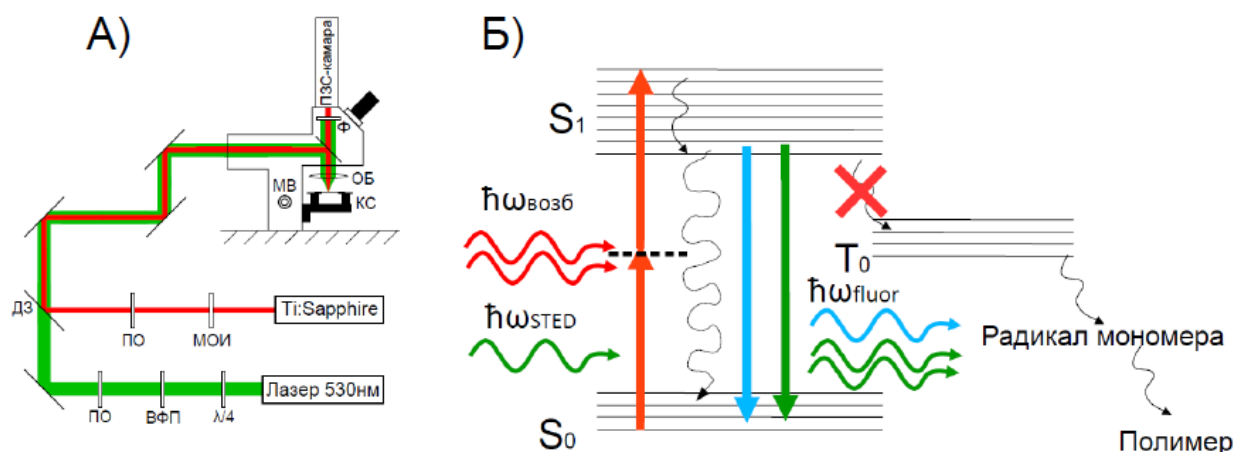 А)
ПЗС-камара
Ф
МВ
ОБ
КС
ДЗ
ПО
МОИ
Ti:Sapphire
ПО
ВФП
λ/4
Лазер 530нм
Б)
S₁
ħωвозб
ħωSTED
S₀
T₀
ħωfluor
Радикал мономера
Полимер